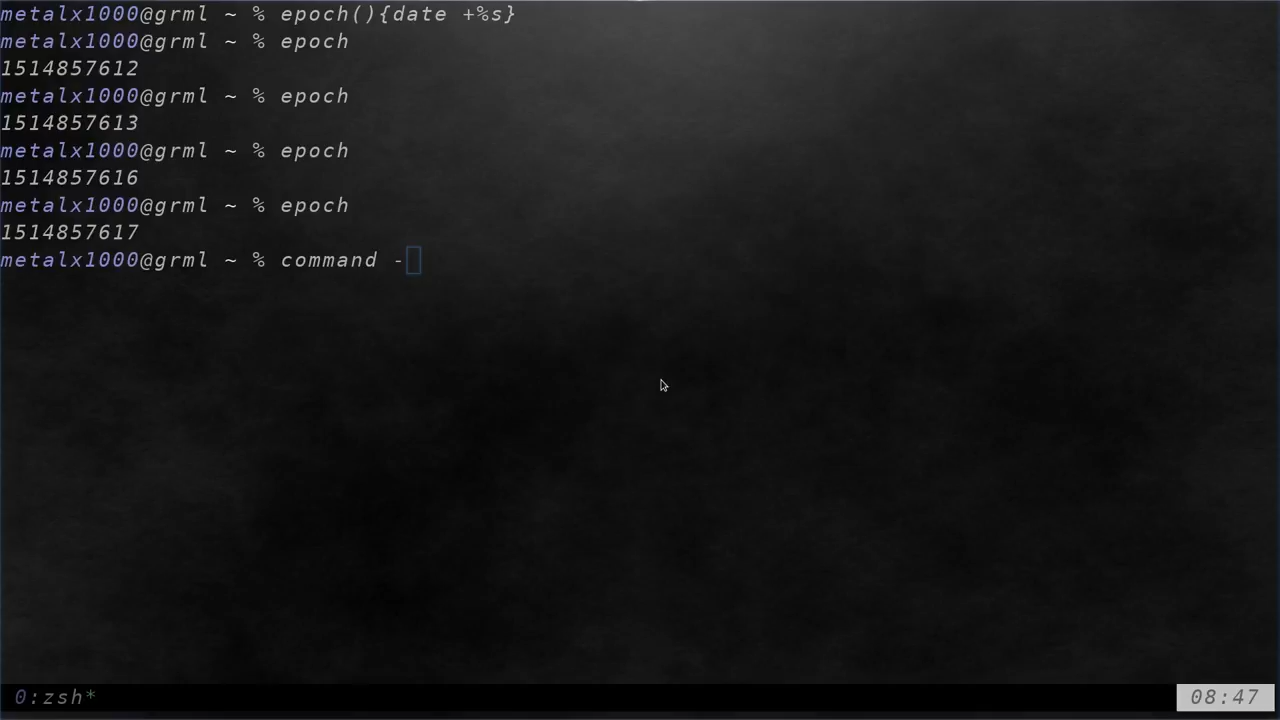 metalx1000@grml ~ % epoch(){date +%s}
metalx1000@grml ~ % epoch
1514857612
metalx1000@grml ~ % epoch
1514857613
metalx1000@grml ~ % epoch
1514857616
metalx1000@grml ~ % epoch
1514857617
metalx1000@grml ~ % command -
0:zsh* 08:47